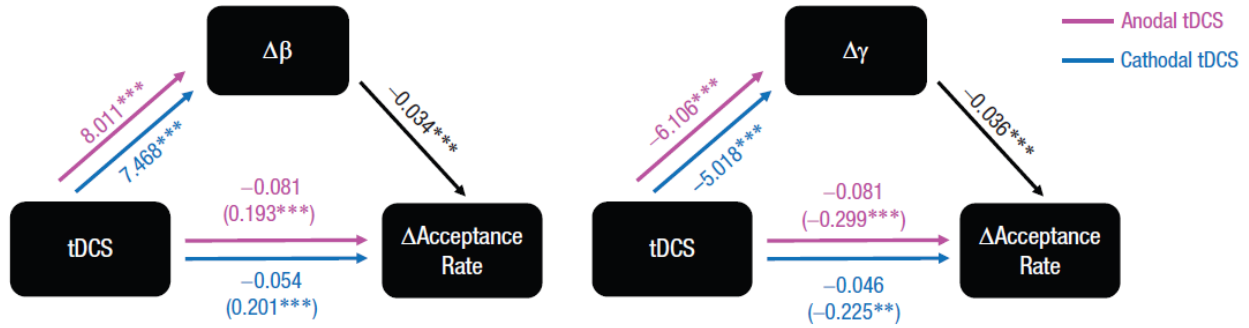 Δβ
8.011***
7.468***
−0.034***
tDCS
−0.081
(0.193***)
−0.054
(0.201***)
ΔAcceptance
Rate
Δγ
−6.106***
−5.018***
−0.036***
tDCS
−0.081
(−0.299***)
−0.046
(−0.225**)
ΔAcceptance
Rate
Anodal tDCS
Cathodal tDCS